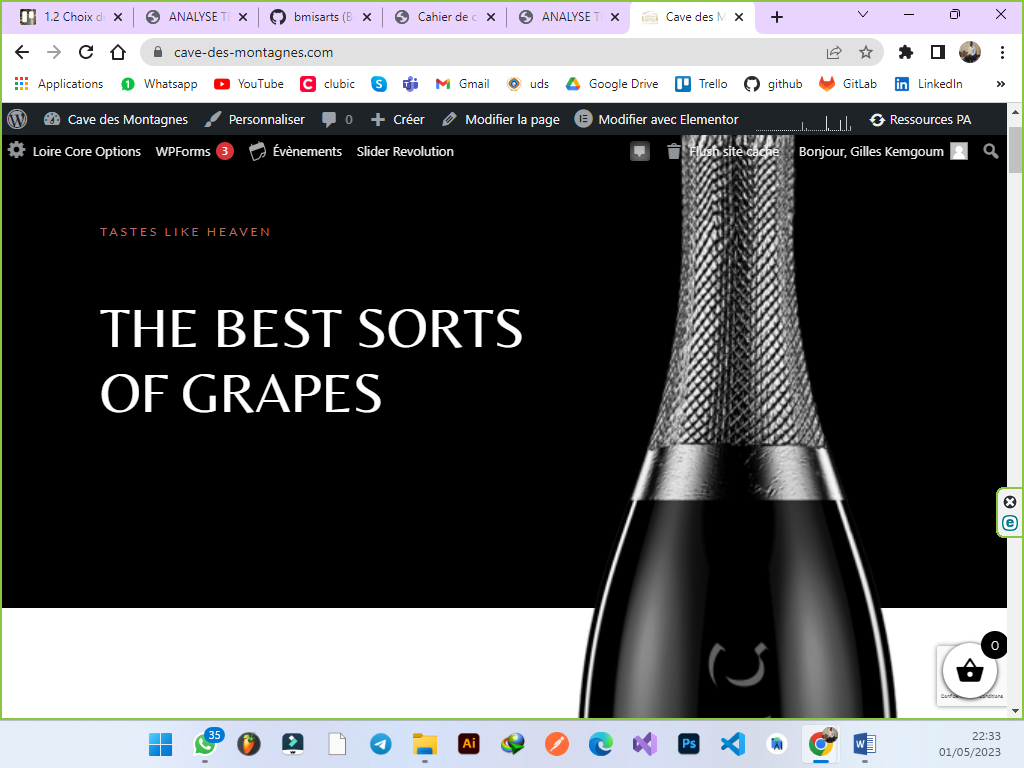 1.2 Choix d
ANALYSE T
bmisarts (B
Cahier de c
ANALYSE T
Cave des M
cave-des-montagnes.com
Applications
Whatsapp
YouTube
clubic
Gmail
uds
Google Drive
Trello
github
GitLab
LinkedIn
»
Cave des Montagnes
Personnaliser
0
Créer
Modifier la page
Modifier avec Elementor
Ressources PA
Loire Core Options
WPForms 3
Évènements
Slider Revolution
Flush site cache
Bonjour, Gilles Kemgoum
TASTES LIKE HEAVEN
THE BEST SORTS
OF GRAPES
0
35
Ai
Ps
22:33
01/05/2023